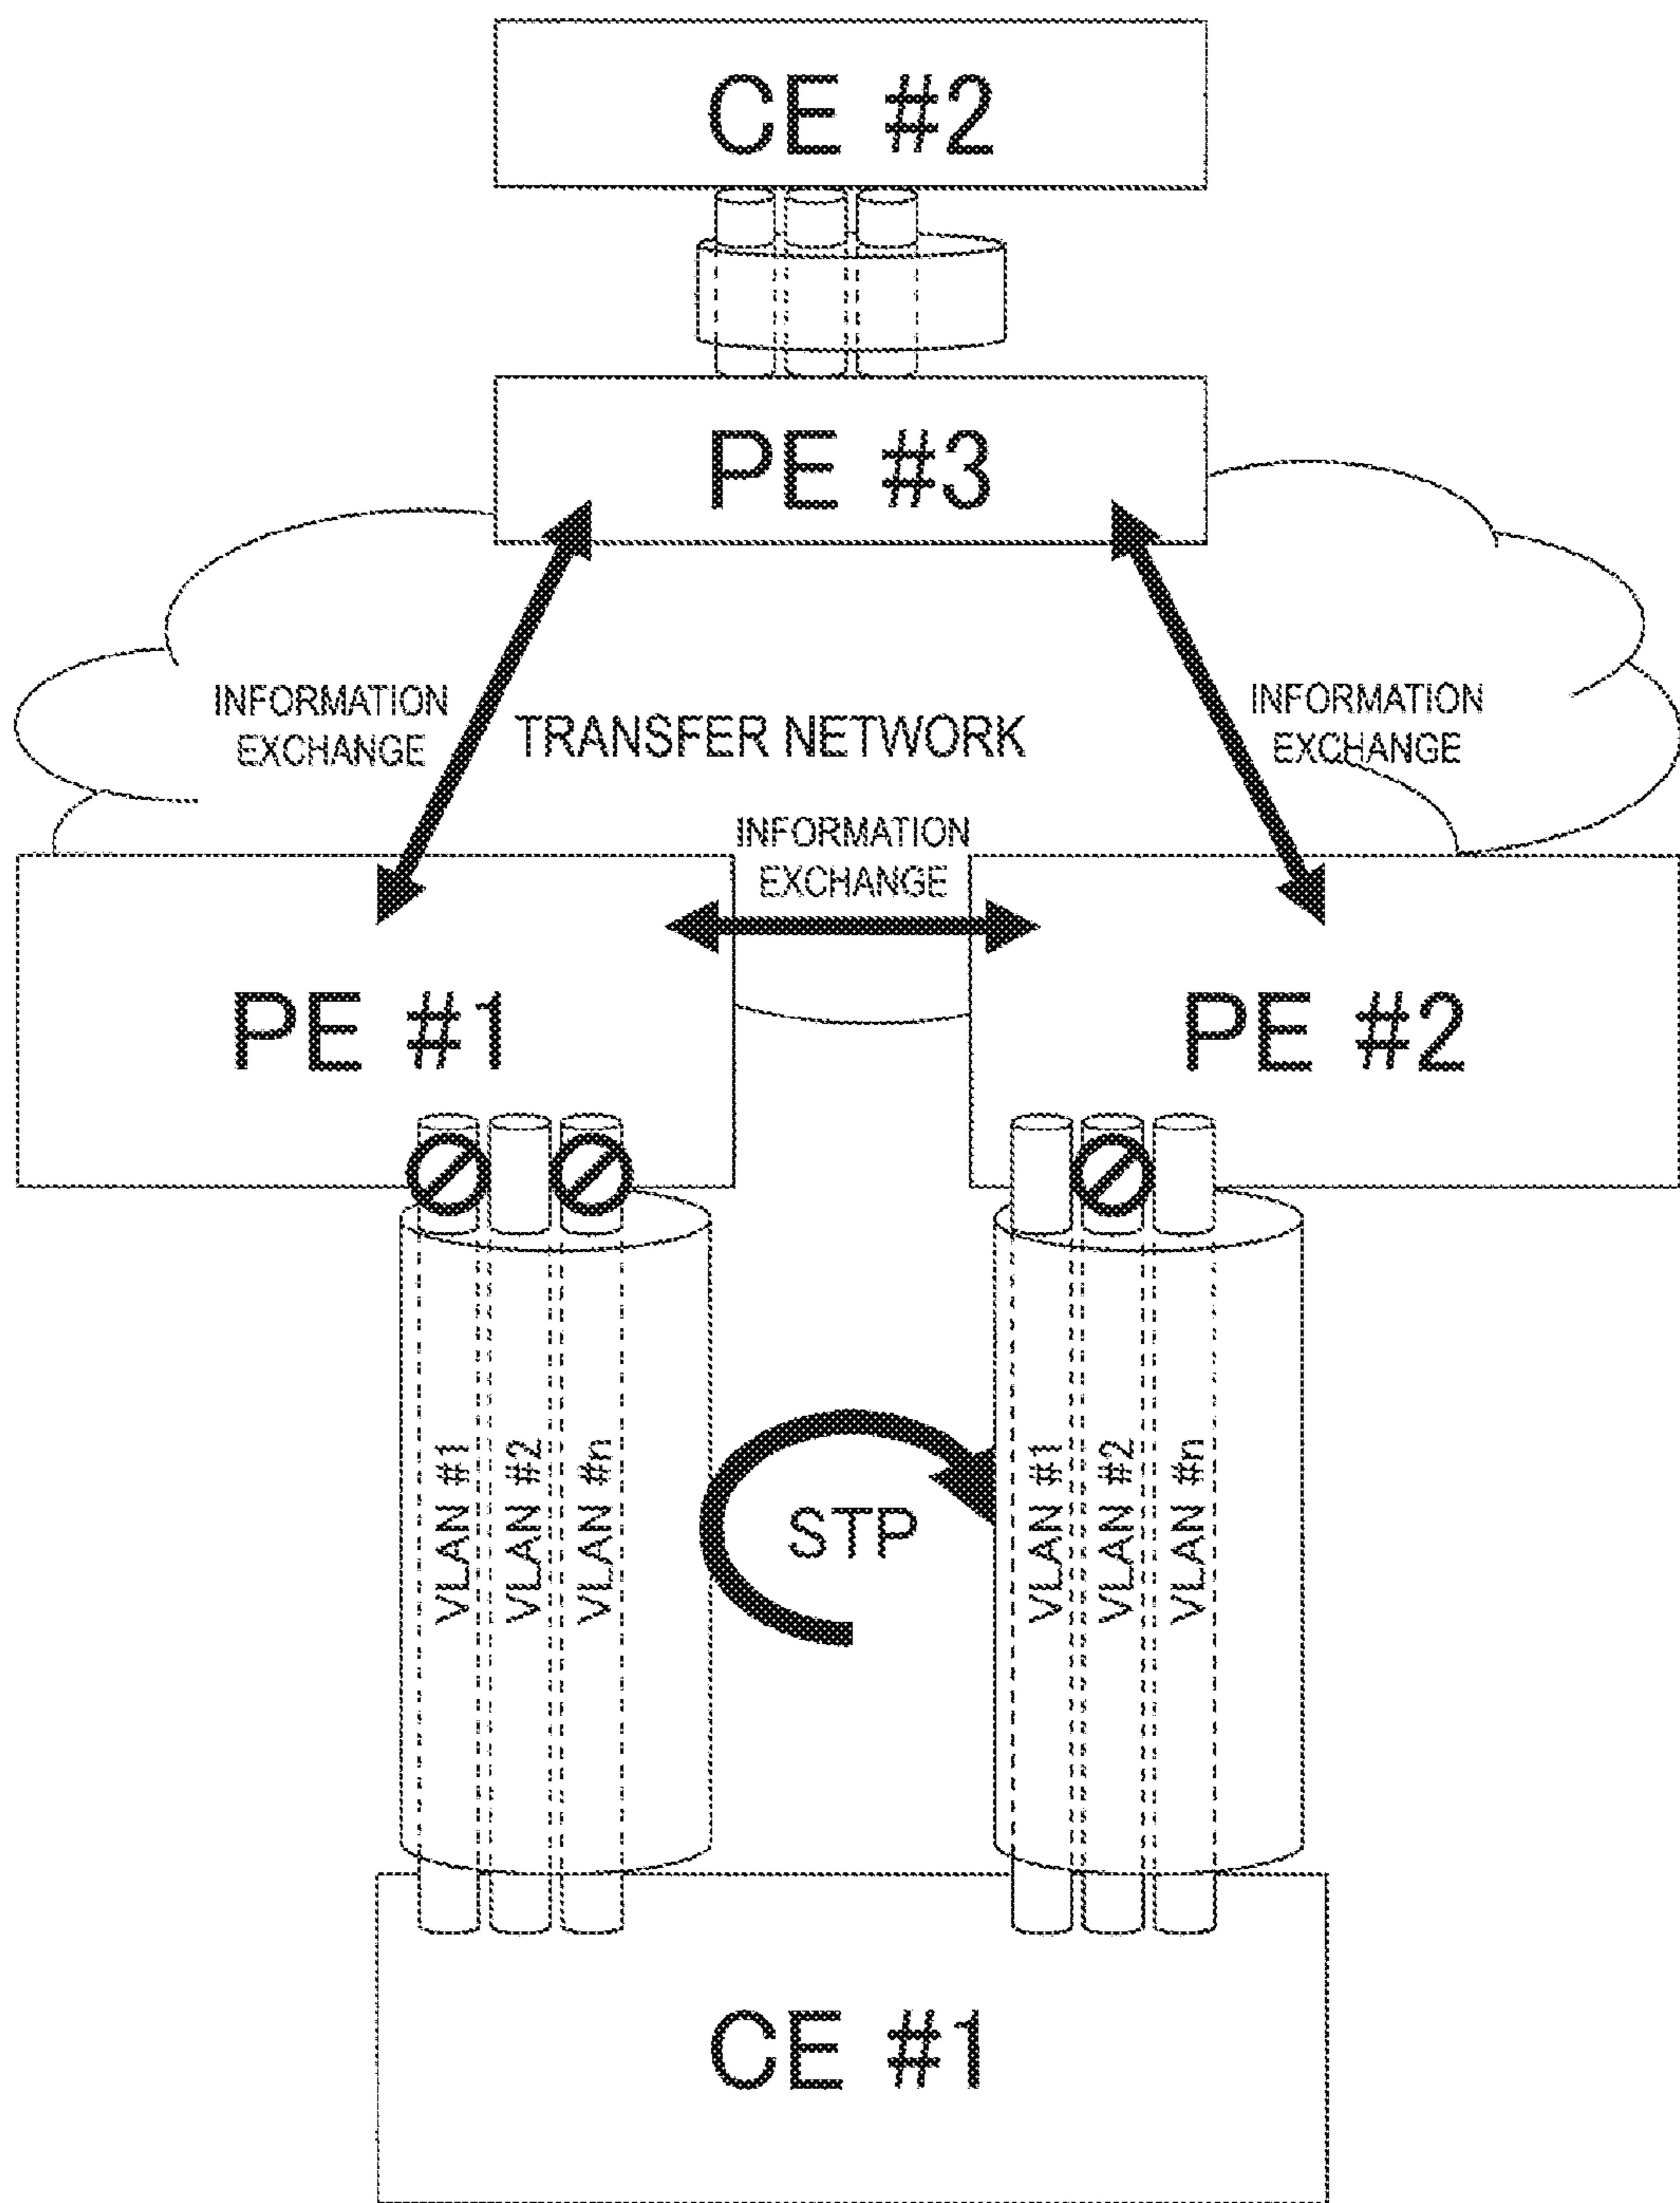 CE #2
PE #3
INFORMATION
EXCHANGE
TRANSFER NETWORK
INFORMATION
EXCHANGE
INFORMATION
EXCHANGE
PE #1
PE #2
VLAN #1
VLAN #2
VLAN #n
STP
VLAN #1
VLAN #2
VLAN #n
CE #1